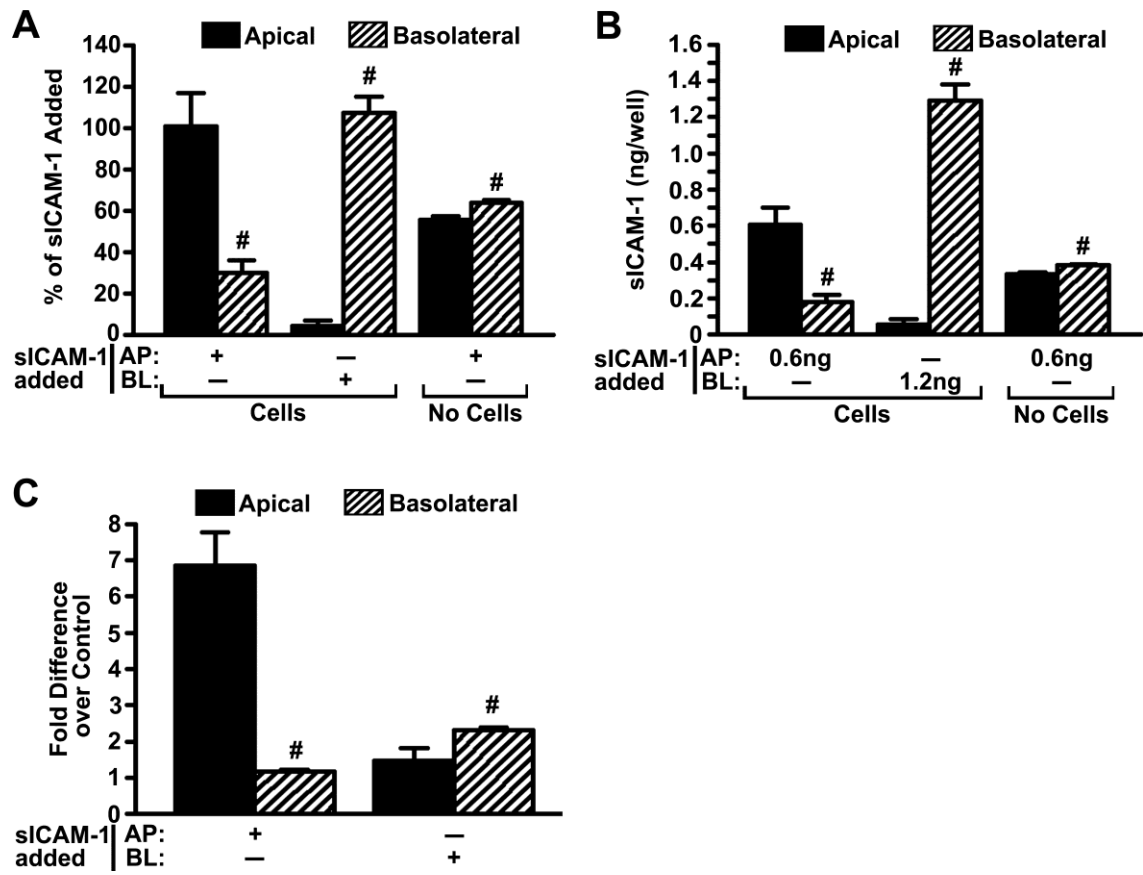 A
Apical Basolateral
% of sICAM-1 Added
140
120
100
80
60
40
20
0
# # #
sICAM-1 AP: + — +
added BL: — + —
Cells No Cells
B
Apical Basolateral
sICAM-1 (ng/well)
1.6
1.4
1.2
1.0
0.8
0.6
0.4
0.2
0
# # #
sICAM-1 AP: 0.6ng — 0.6ng
added BL: — 1.2ng —
Cells No Cells
C
Apical Basolateral
Fold Difference
over Control
8
7
6
5
4
3
2
1
0
# #
sICAM-1 AP: + —
added BL: — +